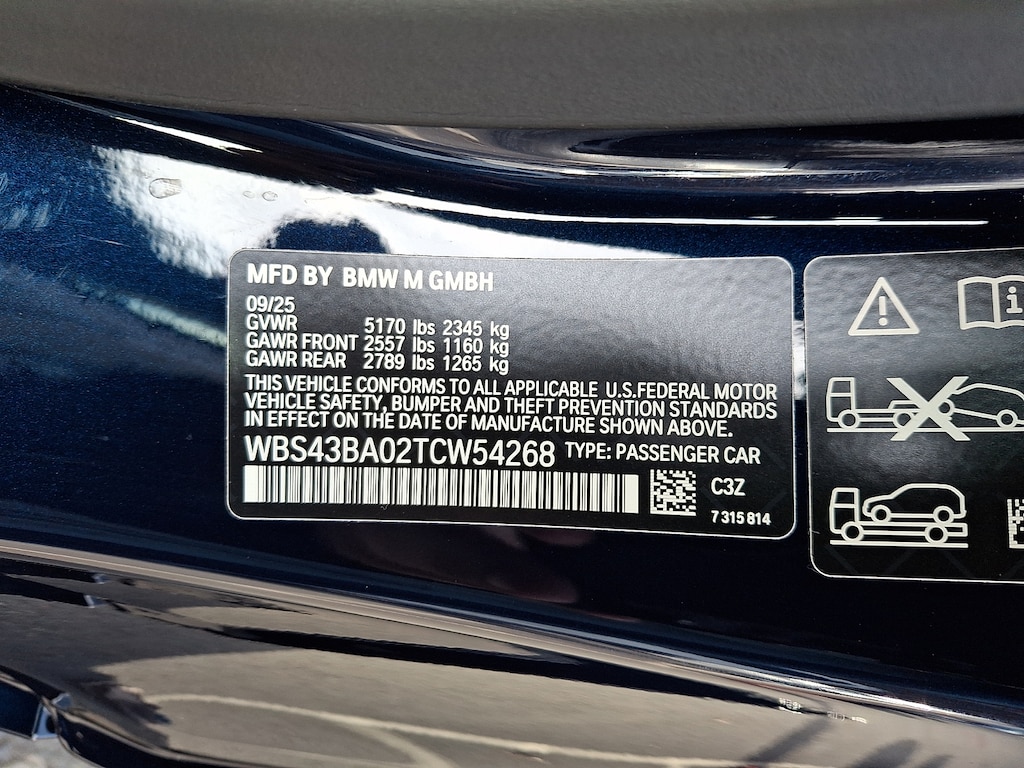 MFD BY BMW M GMBH
09/25
GVWR 5170 lbs 2345 kg
GAWR FRONT 2557 lbs 1160 kg
GAWR REAR 2789 lbs 1265 kg
THIS VEHICLE CONFORMS TO ALL APPLICABLE U.S.FEDERAL MOTOR
VEHICLE SAFETY, BUMPER AND THEFT PREVENTION STANDARDS
IN EFFECT ON THE DATE OF MANUFACTURE SHOWN ABOVE.
WBS43BA02TCW54268 TYPE: PASSENGER CAR
C3Z
7 315 814